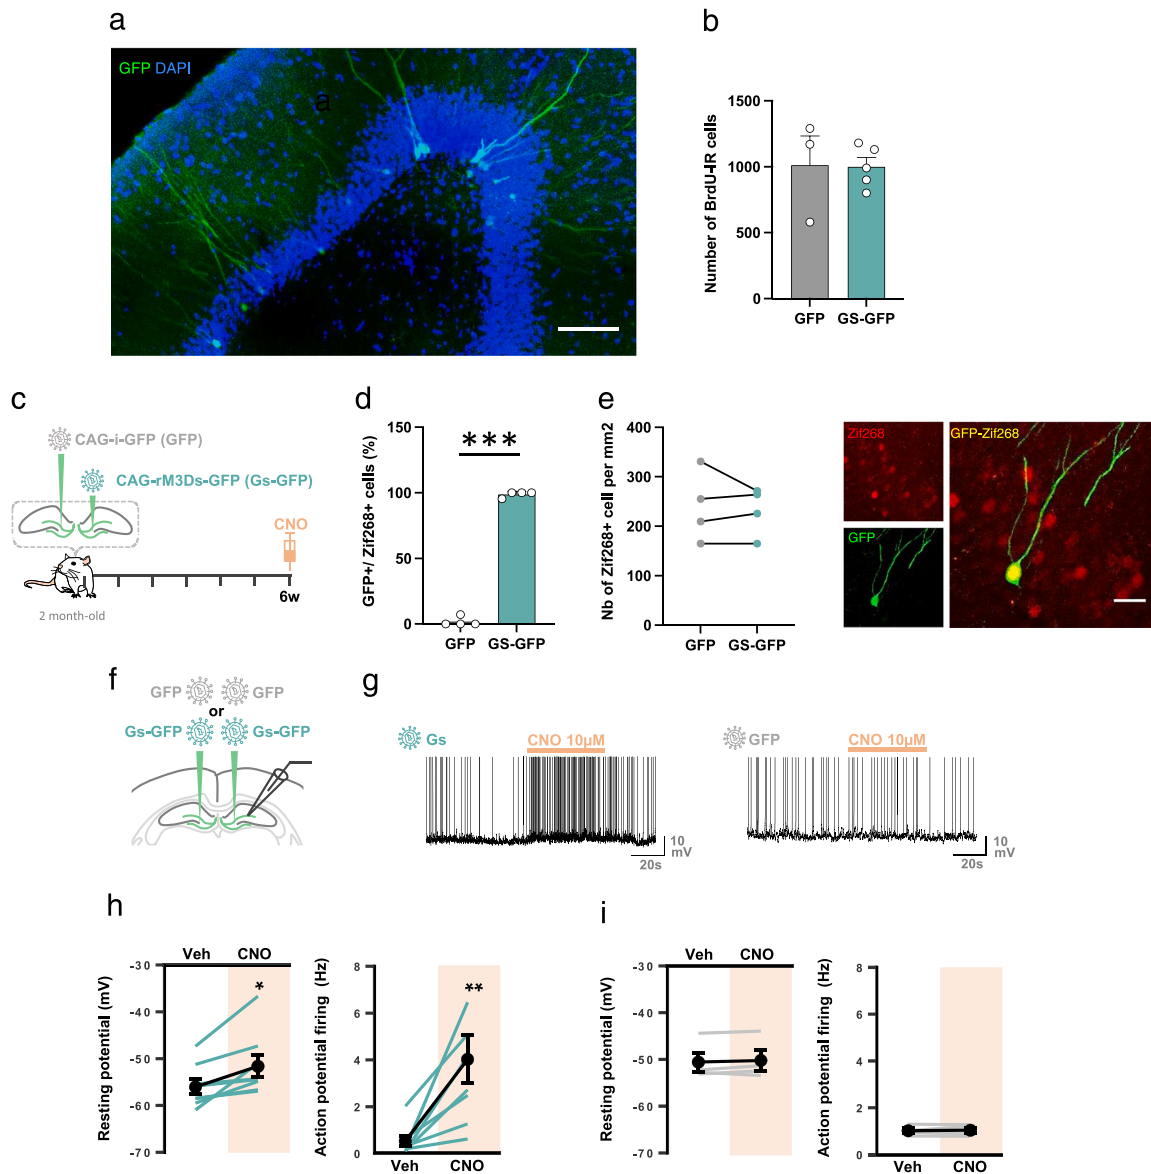 a
GFP DAPI
a
b
Number of BrdU-IR cells
1500
1000
500
0
GFP
GS-GFP
c
CAG-i-GFP (GFP)
CAG-rM3Ds-GFP (Gs-GFP)
CNO
6w
2 month-old
d
GFP+/ Zif268+ cells (%)
150
100
50
0
***
GFP
GS-GFP
e
Nb of Zif268+ cell per mm2
400
300
200
100
0
GFP
GS-GFP
Zif268
GFP
GFP-Zif268
f
GFP
GFP
or
Gs-GFP
Gs-GFP
g
Gs
CNO 10µM
10
mV
20s
GFP
CNO 10µM
10
mV
20s
h
Veh
CNO
Resting potential (mV)
-30
-40
-50
-60
-70
*
Action potential firing (Hz)
8
6
4
2
0
**
Veh
CNO
i
Veh
CNO
Resting potential (mV)
-30
-40
-50
-60
-70
Action potential firing (Hz)
8
6
4
2
0
Veh
CNO